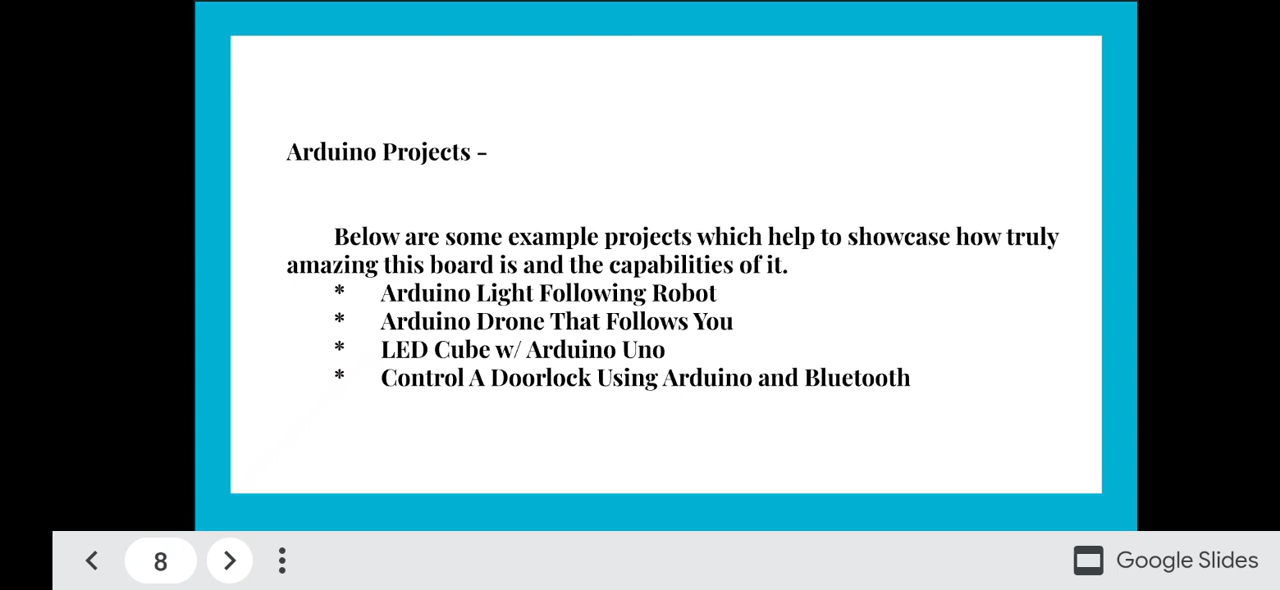 Arduino Projects -
Below are some example projects which help to showcase how truly
amazing this board is and the capabilities of it.
* Arduino Light Following Robot
* Arduino Drone That Follows You
* LED Cube w/ Arduino Uno
* Control A Doorlock Using Arduino and Bluetooth
8
Google Slides